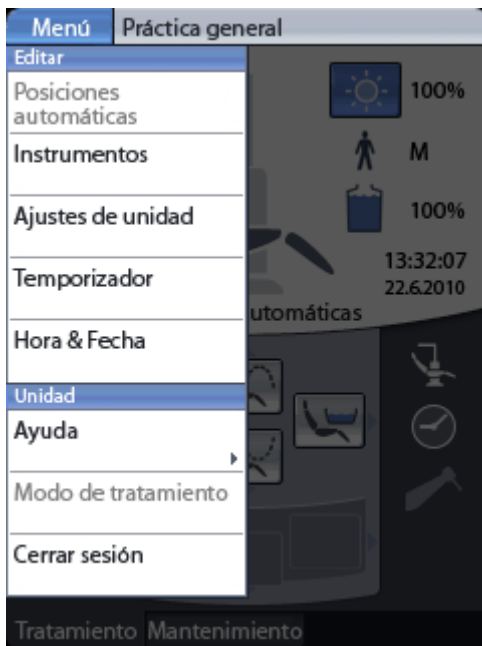 Menú Práctica general
Editar
Posiciones
automáticas
Instrumentos
Ajustes de unidad
Temporizador
Hora & Fecha
Unidad
Ayuda
Modo de tratamiento
Cerrar sesión
100%
M
100%
13:32:07
22.6.2010
utomáticas
Tratamiento Mantenimiento